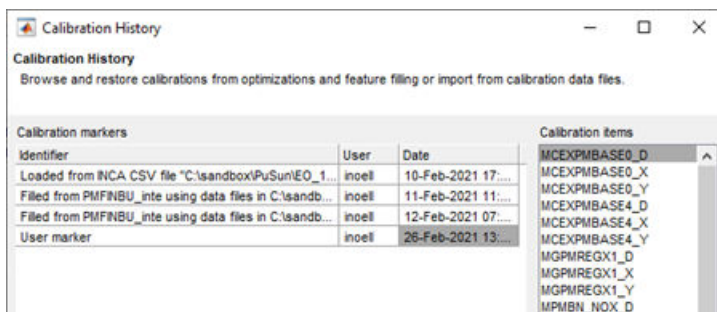 Calibration History
Calibration History
Browse and restore calibrations from optimizations and feature filling or import from calibration data files.
Calibration markers
Identifier User Date
Loaded from INCA CSV file "C:\sandbox\PuSun\EO_1... inoell 10-Feb-2021 17:...
Filled from PMFINBU_inte using data files in C:\sandb... inoell 11-Feb-2021 11:...
Filled from PMFINBU_inte using data files in C:\sandb... inoell 12-Feb-2021 07:...
User marker inoell 26-Feb-2021 13:...
Calibration items
MCEXPMBASE0_D
MCEXPMBASE0_X
MCEXPMBASE0_Y
MCEXPMBASE4_D
MCEXPMBASE4_X
MCEXPMBASE4_Y
MGPMREGX1_D
MGPMREGX1_X
MGPMREGX1_Y
MPMBN_NOX_D